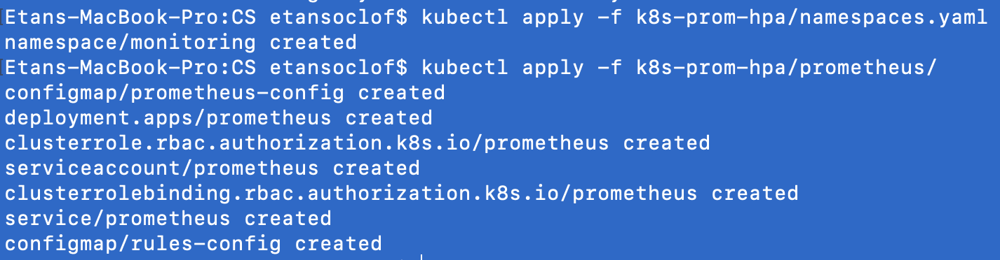 Etans-MacBook-Pro:CS etansoclof$ kubectl apply -f k8s-prom-hpa/namespaces.yaml
namespace/monitoring created
Etans-MacBook-Pro:CS etansoclof$ kubectl apply -f k8s-prom-hpa/prometheus/
configmap/prometheus-config created
deployment.apps/prometheus created
clusterrole.rbac.authorization.k8s.io/prometheus created
serviceaccount/prometheus created
clusterrolebinding.rbac.authorization.k8s.io/prometheus created
service/prometheus created
configmap/rules-config created